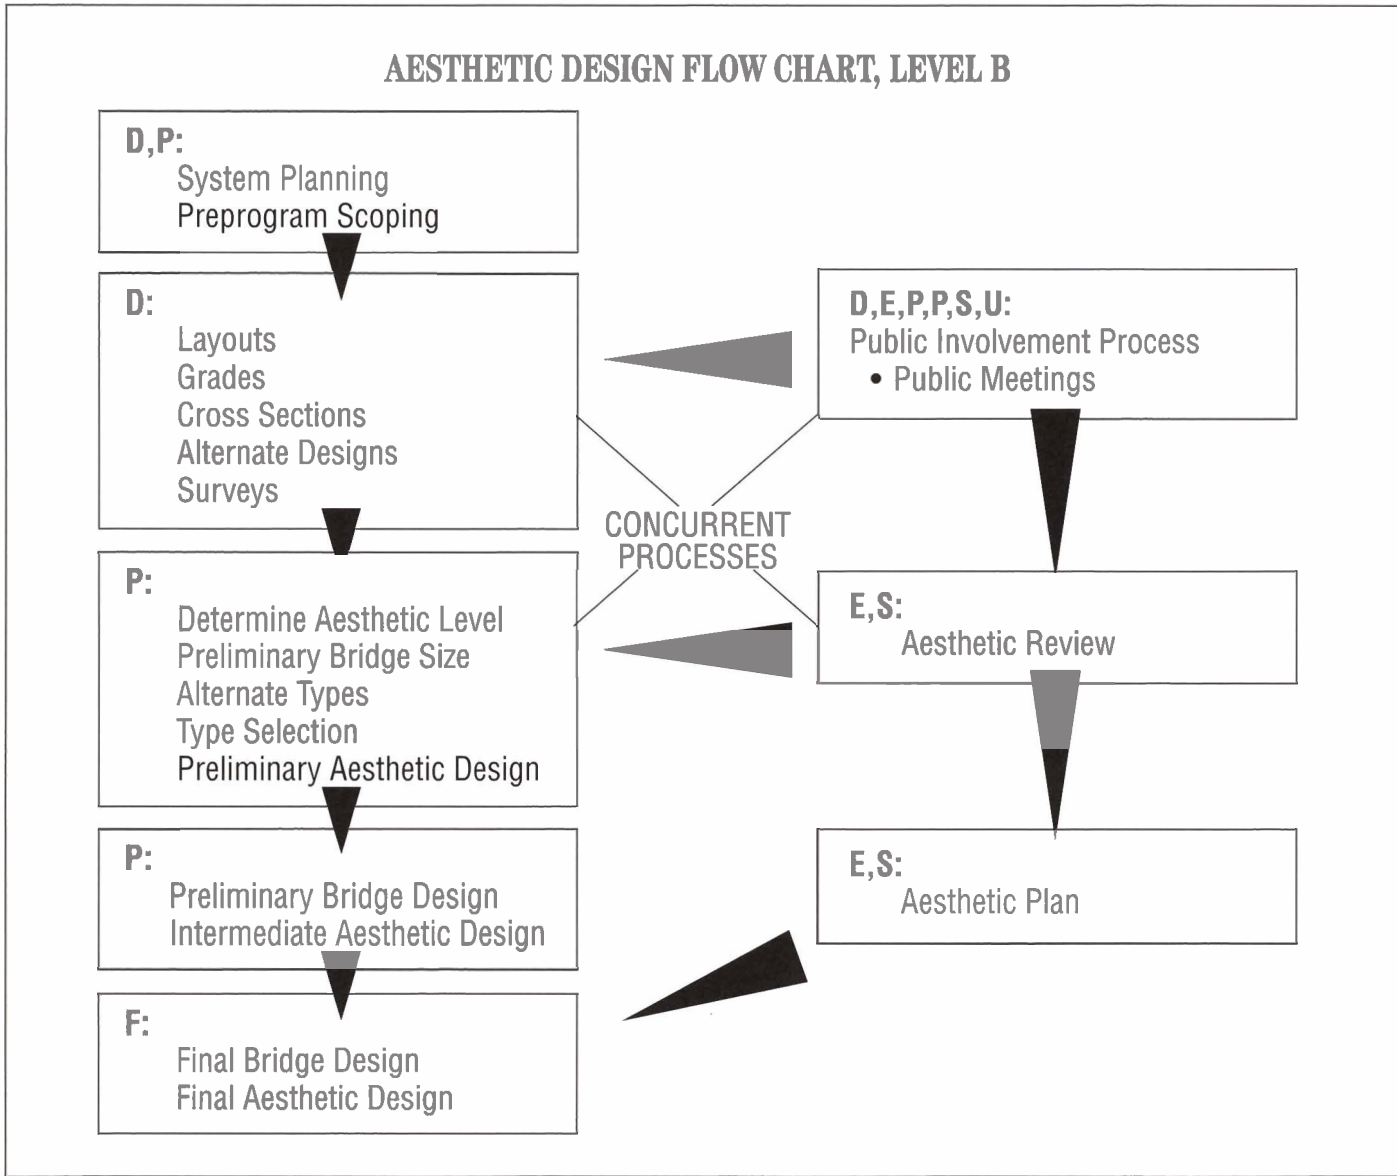 AESTHETIC DESIGN FLOW CHART, LEVEL B
D,P:
System Planning
Preprogram Scoping
D:
Layouts
Grades
Cross Sections
Alternate Designs
Surveys
D,E,P,P,S,U:
Public Involvement Process
• Public Meetings
CONCURRENT
PROCESSES
P:
Determine Aesthetic Level
Preliminary Bridge Size
Alternate Types
Type Selection
Preliminary Aesthetic Design
E,S:
Aesthetic Review
P:
Preliminary Bridge Design
Intermediate Aesthetic Design
E,S:
Aesthetic Plan
F:
Final Bridge Design
Final Aesthetic Design